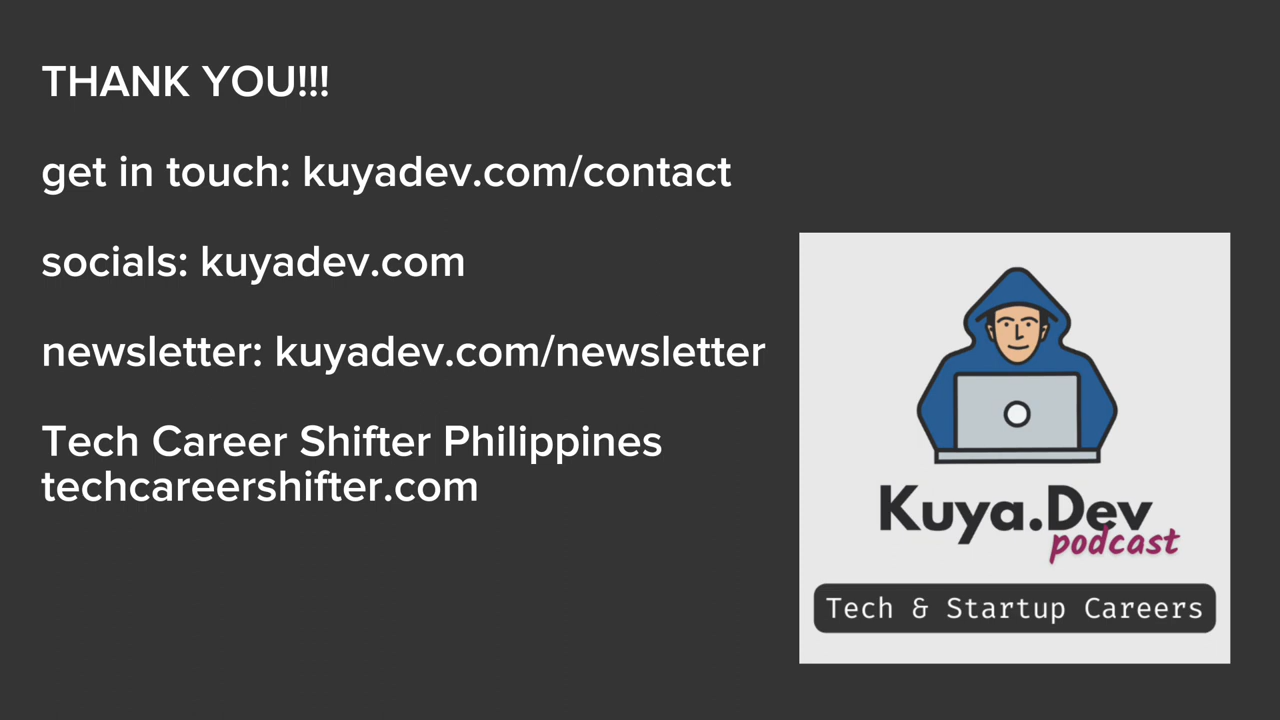 THANK YOU!!!
get in touch: kuyadev.com/contact
socials: kuyadev.com
newsletter: kuyadev.com/newsletter
Tech Career Shifter Philippines
techcareershifter.com
Kuya.Dev
podcast
Tech & Startup Careers